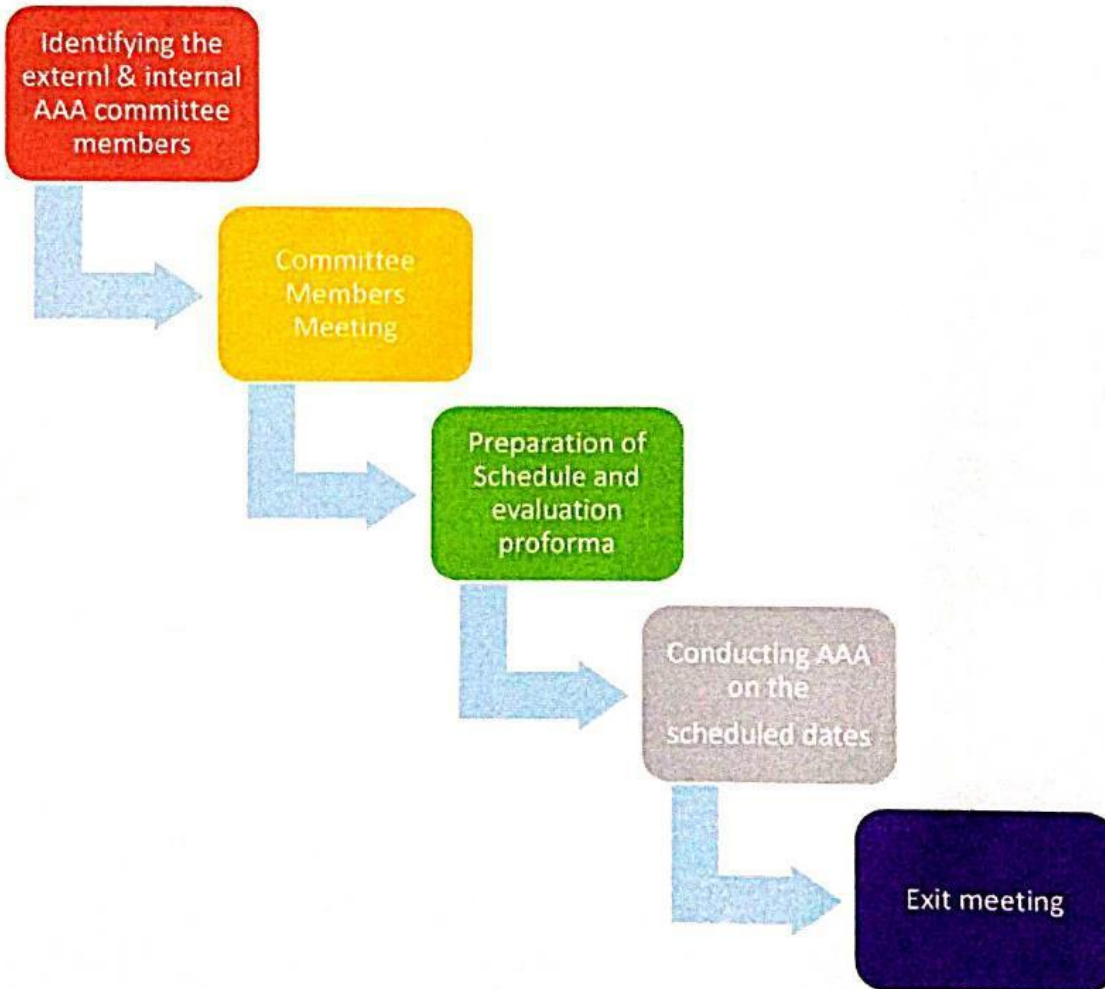 Identifying the
externl & internal
AAA committee
members
Committee
Members
Meeting
Preparation of
Schedule and
evaluation
proforma
Conducting AAA
on the
scheduled dates
Exit meeting